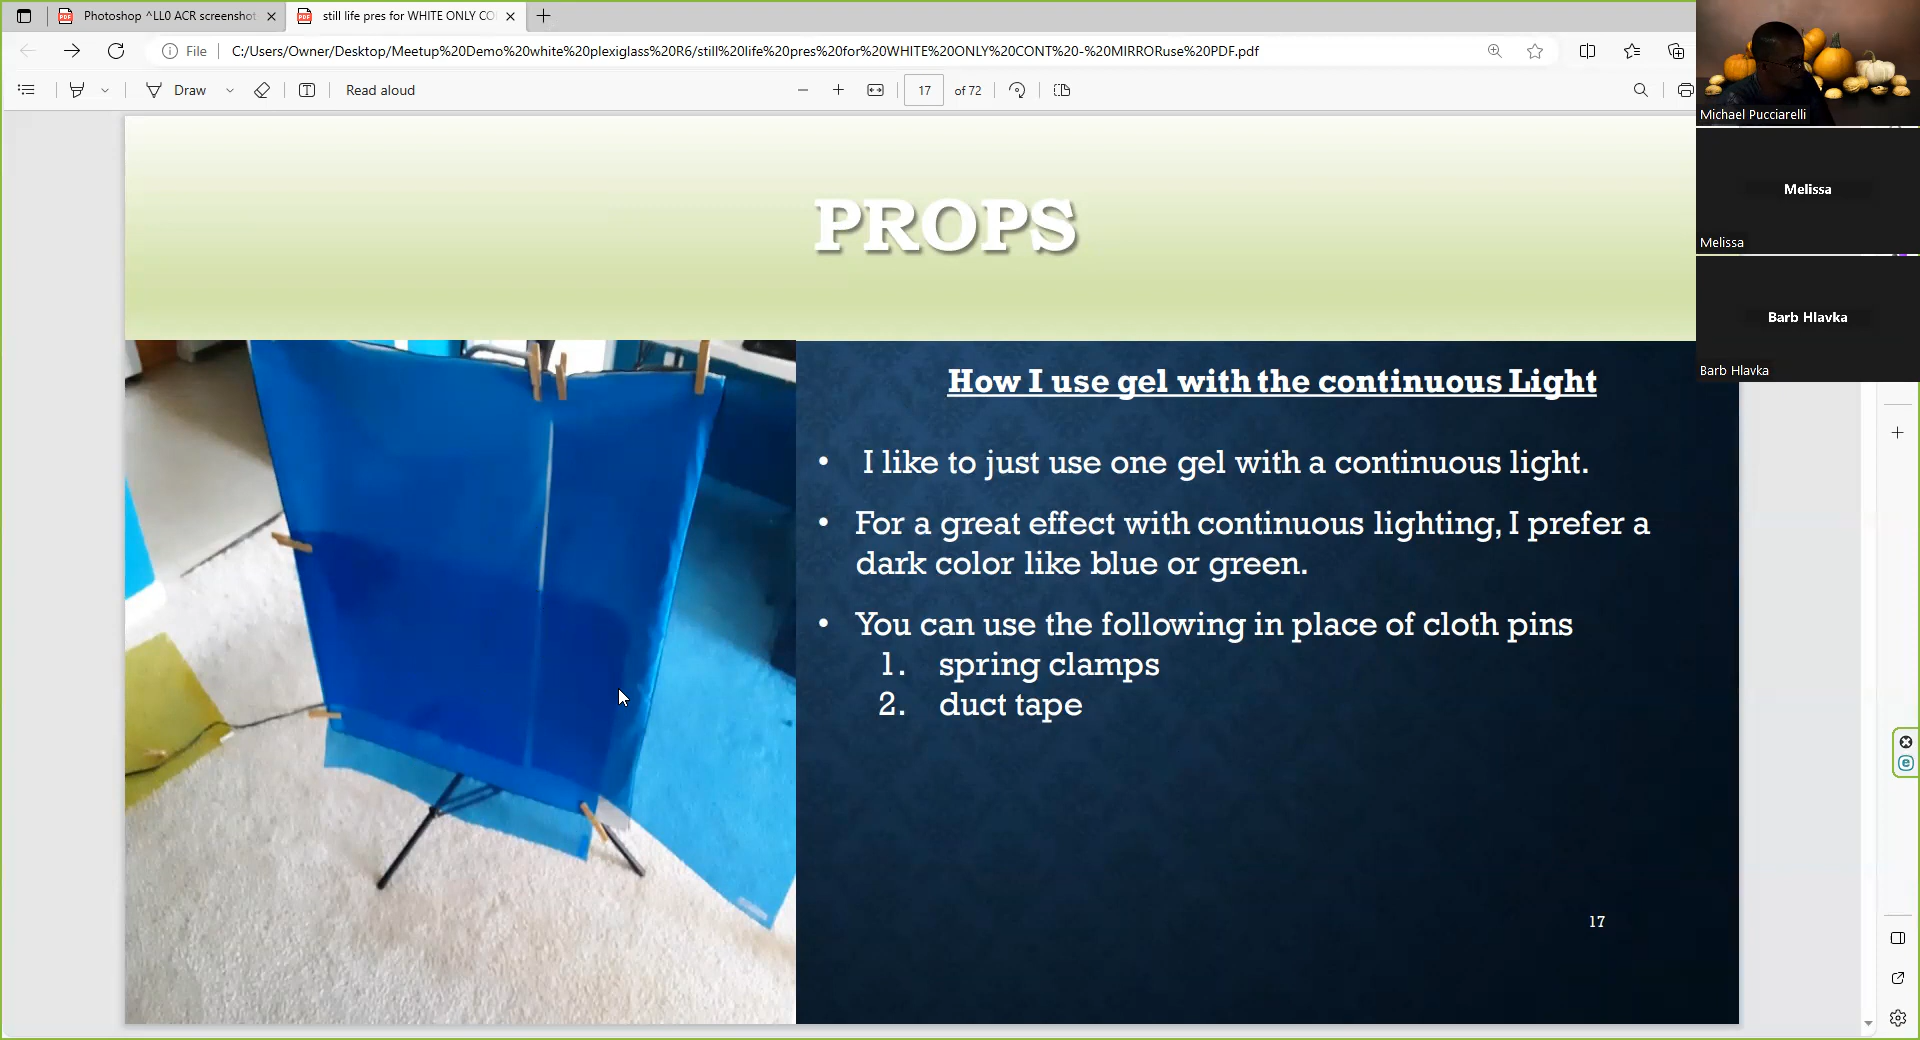 Photoshop ^LL0 ACR screenshot
still life pres for WHITE ONLY CO
File
C:/Users/Owner/Desktop/Meetup%20Demo%20white%20plexiglass%20R6/still%20life%20pres%20for%20WHITE%20ONLY%20CONT%20-%20MIRRORuse%20PDF.pdf
Draw
Read aloud
17
of 72
Michael Pucciarelli
Melissa
Melissa
Barb Hlavka
Barb Hlavka
PROPS
How I use gel with the continuous Light
• I like to just use one gel with a continuous light.
• For a great effect with continuous lighting, I prefer a
dark color like blue or green.
• You can use the following in place of cloth pins
1. spring clamps
2. duct tape
17